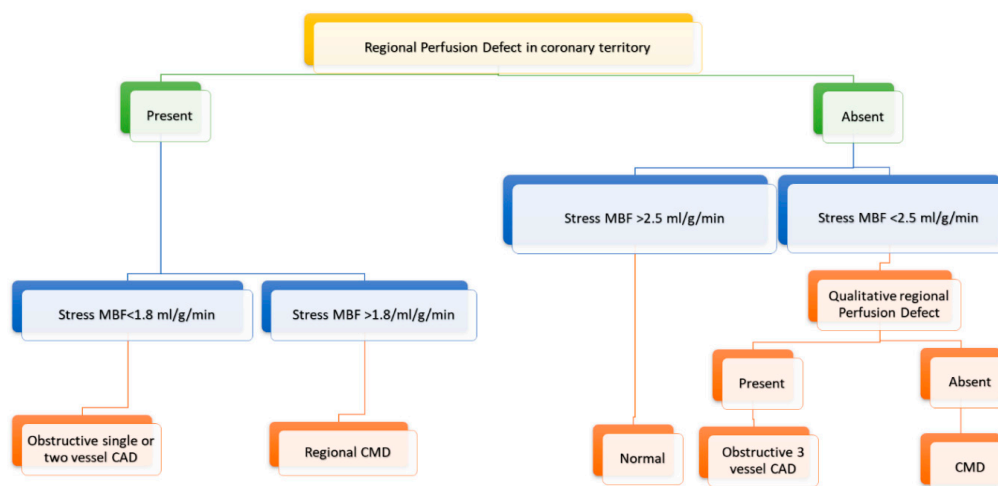 Regional Perfusion Defect in coronary territory
Present
Absent
Stress MBF >2.5 ml/g/min
Stress MBF <2.5 ml/g/min
Stress MBF<1.8 ml/g/min
Stress MBF >1.8/ml/g/min
Qualitative regional
Perfusion Defect
Present
Absent
Obstructive single or
two vessel CAD
Regional CMD
Normal
Obstructive 3
vessel CAD
CMD